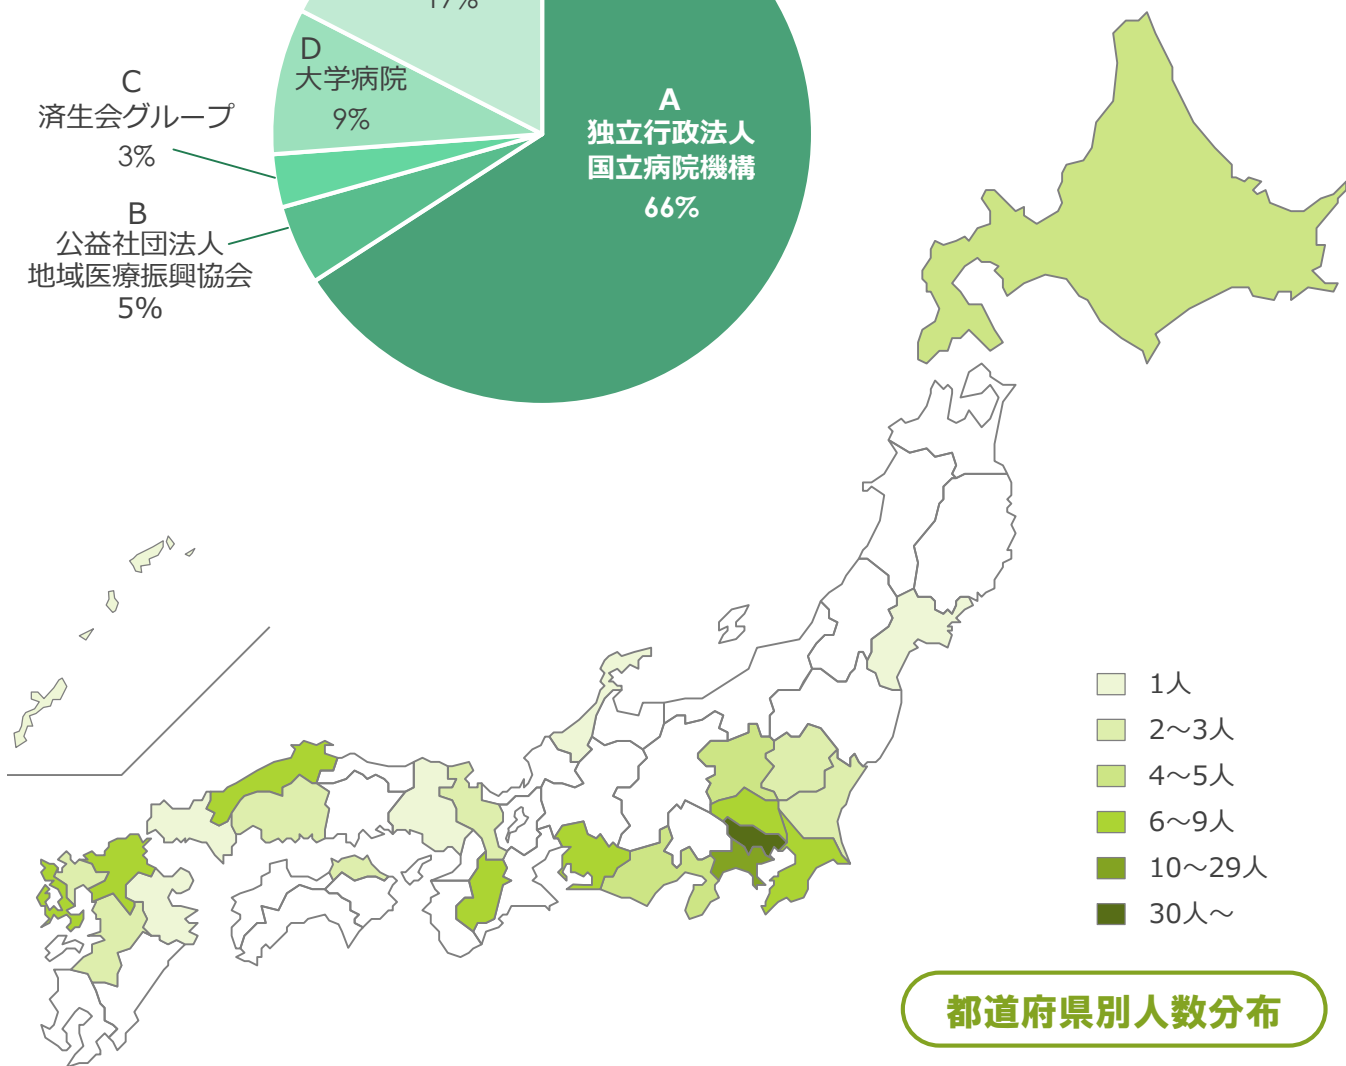 17%
D
大学病院
9%
C
済生会グループ
3%
B
公益社団法人
地域医療振興協会
5%
A
独立行政法人
国立病院機構
66%
1人
2～3人
4～5人
6～9人
10～29人
30人～
都道府県別人数分布